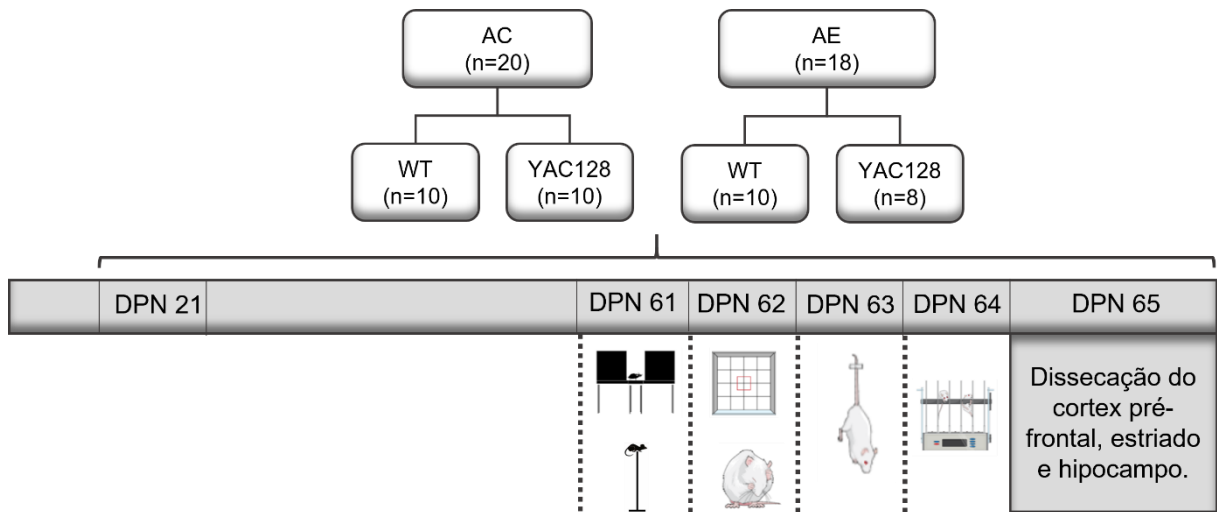 AC
(n=20)
AE
(n=18)
WT
(n=10)
YAC128
(n=10)
WT
(n=10)
YAC128
(n=8)
DPN 21
DPN 61
DPN 62
DPN 63
DPN 64
DPN 65
Dissecação do
cortex pré-
frontal, estriado
e hipocampo.